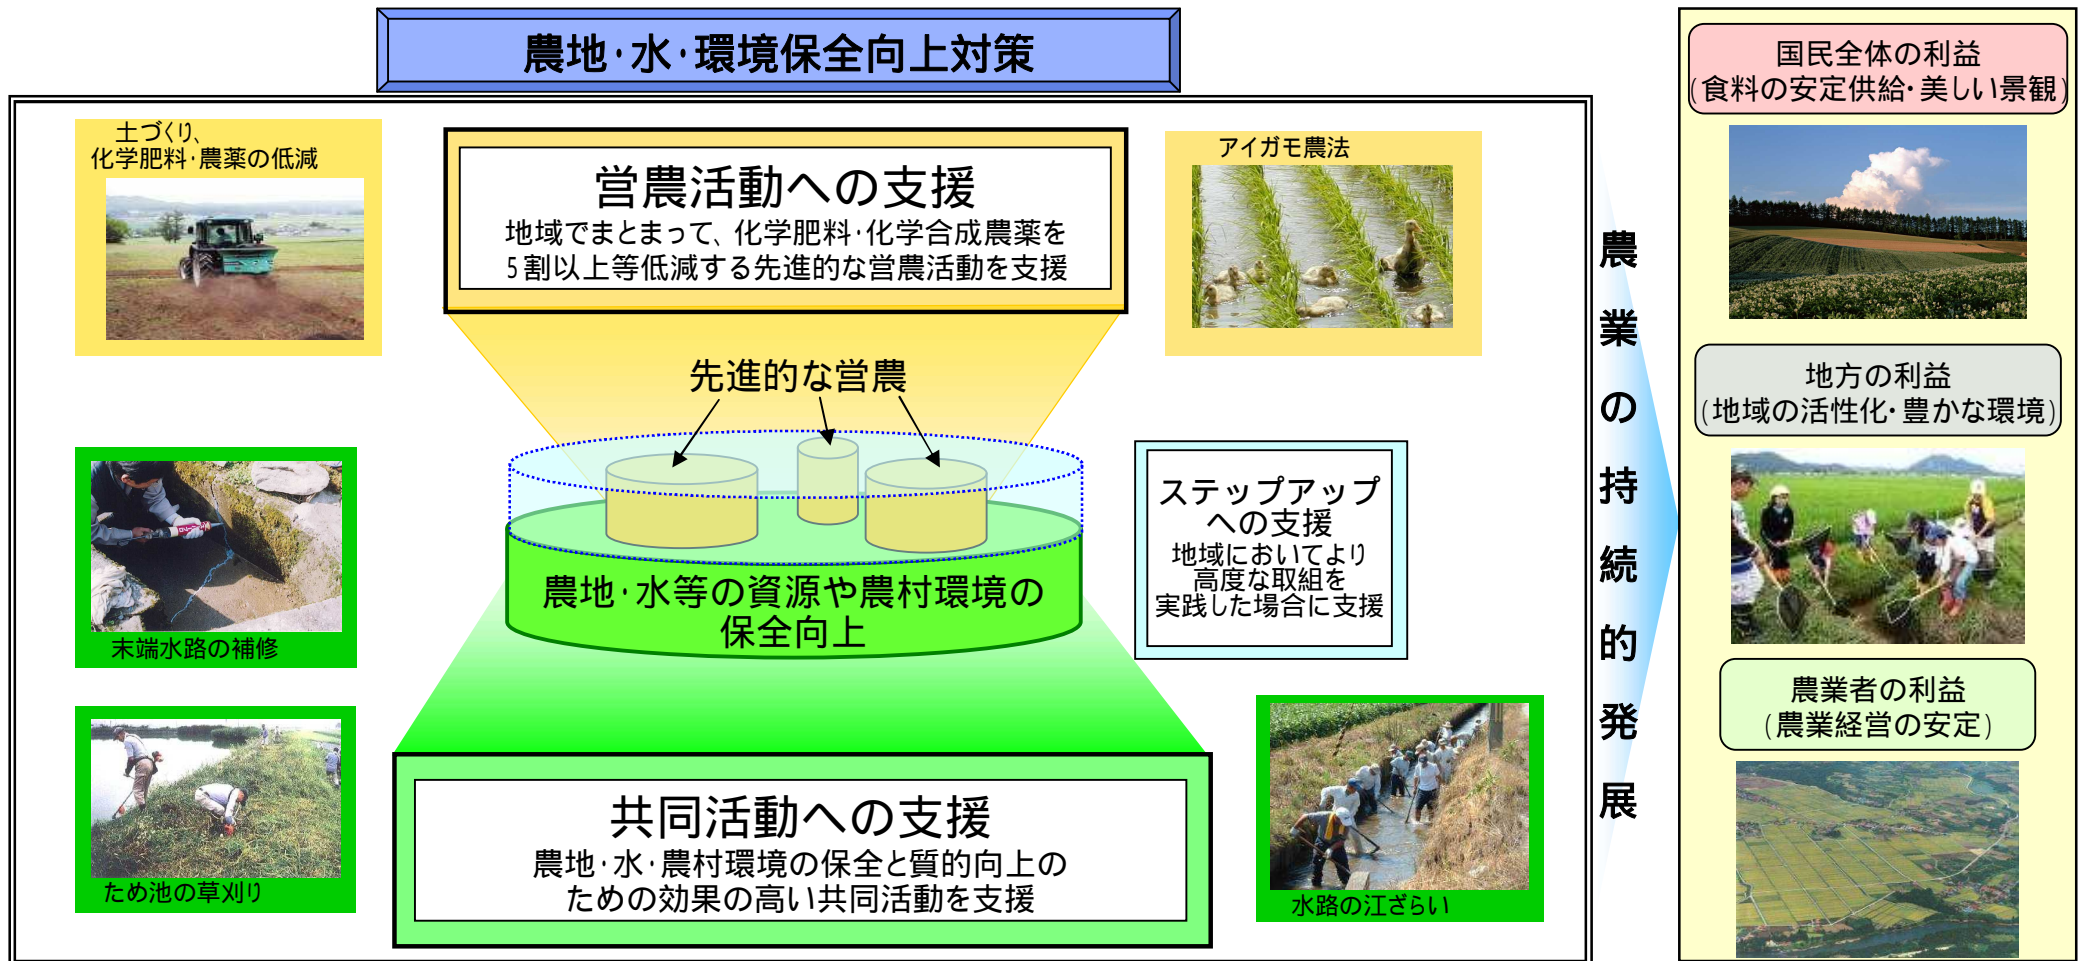 農地･水･環境保全向上対策
土づくり、
化学肥料･農薬の低減
営農活動への支援
地域でまとまって、化学肥料･化学合成農薬を
5割以上等低減する先進的な営農活動を支援
アイガモ農法
先進的な営農
農地･水等の資源や農村環境の
保全向上
ステップアップ
への支援
地域においてより
高度な取組を
実践した場合に支援
末端水路の補修
ため池の草刈り
共同活動への支援
農地･水･農村環境の保全と質的向上の
ための効果の高い共同活動を支援
水路の江ざらい
農業の持続的発展
国民全体の利益
(食料の安定供給･美しい景観)
地方の利益
(地域の活性化･豊かな環境)
農業者の利益
(農業経営の安定)